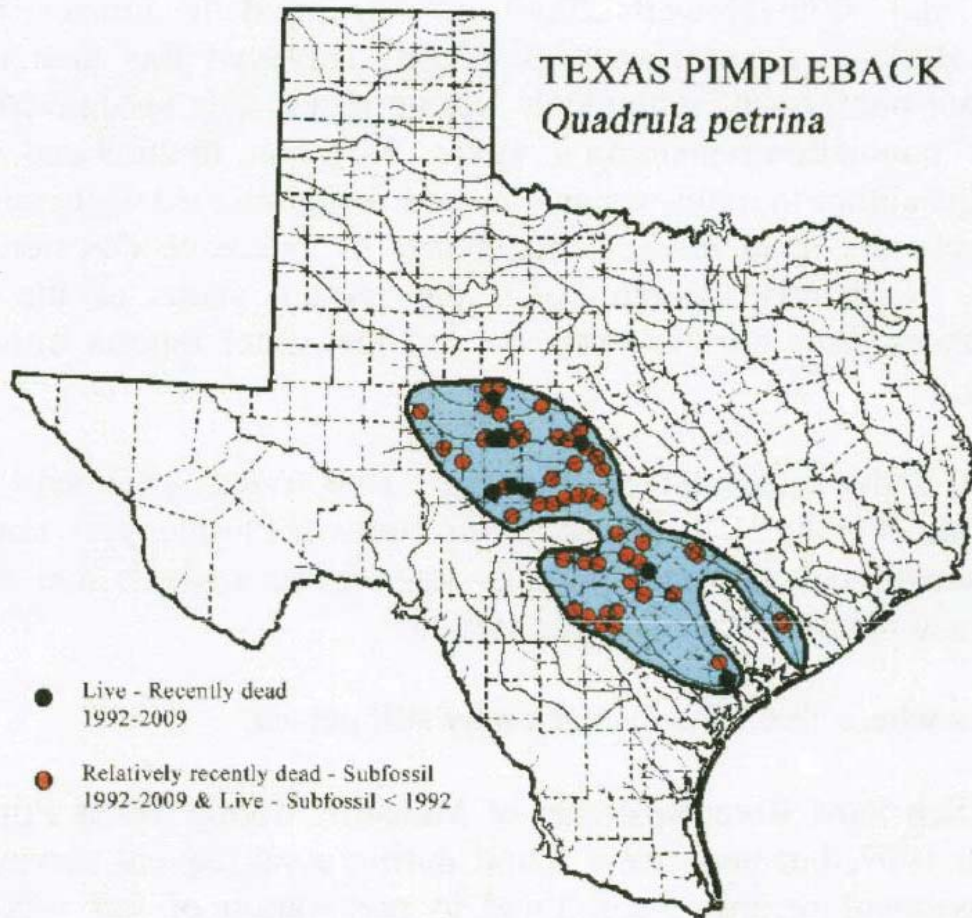 TEXAS PIMPLEBACK
Quadrula petrina
Live - Recently dead
1992-2009
Relatively recently dead - Subfossil
1992-2009 & Live - Subfossil < 1992